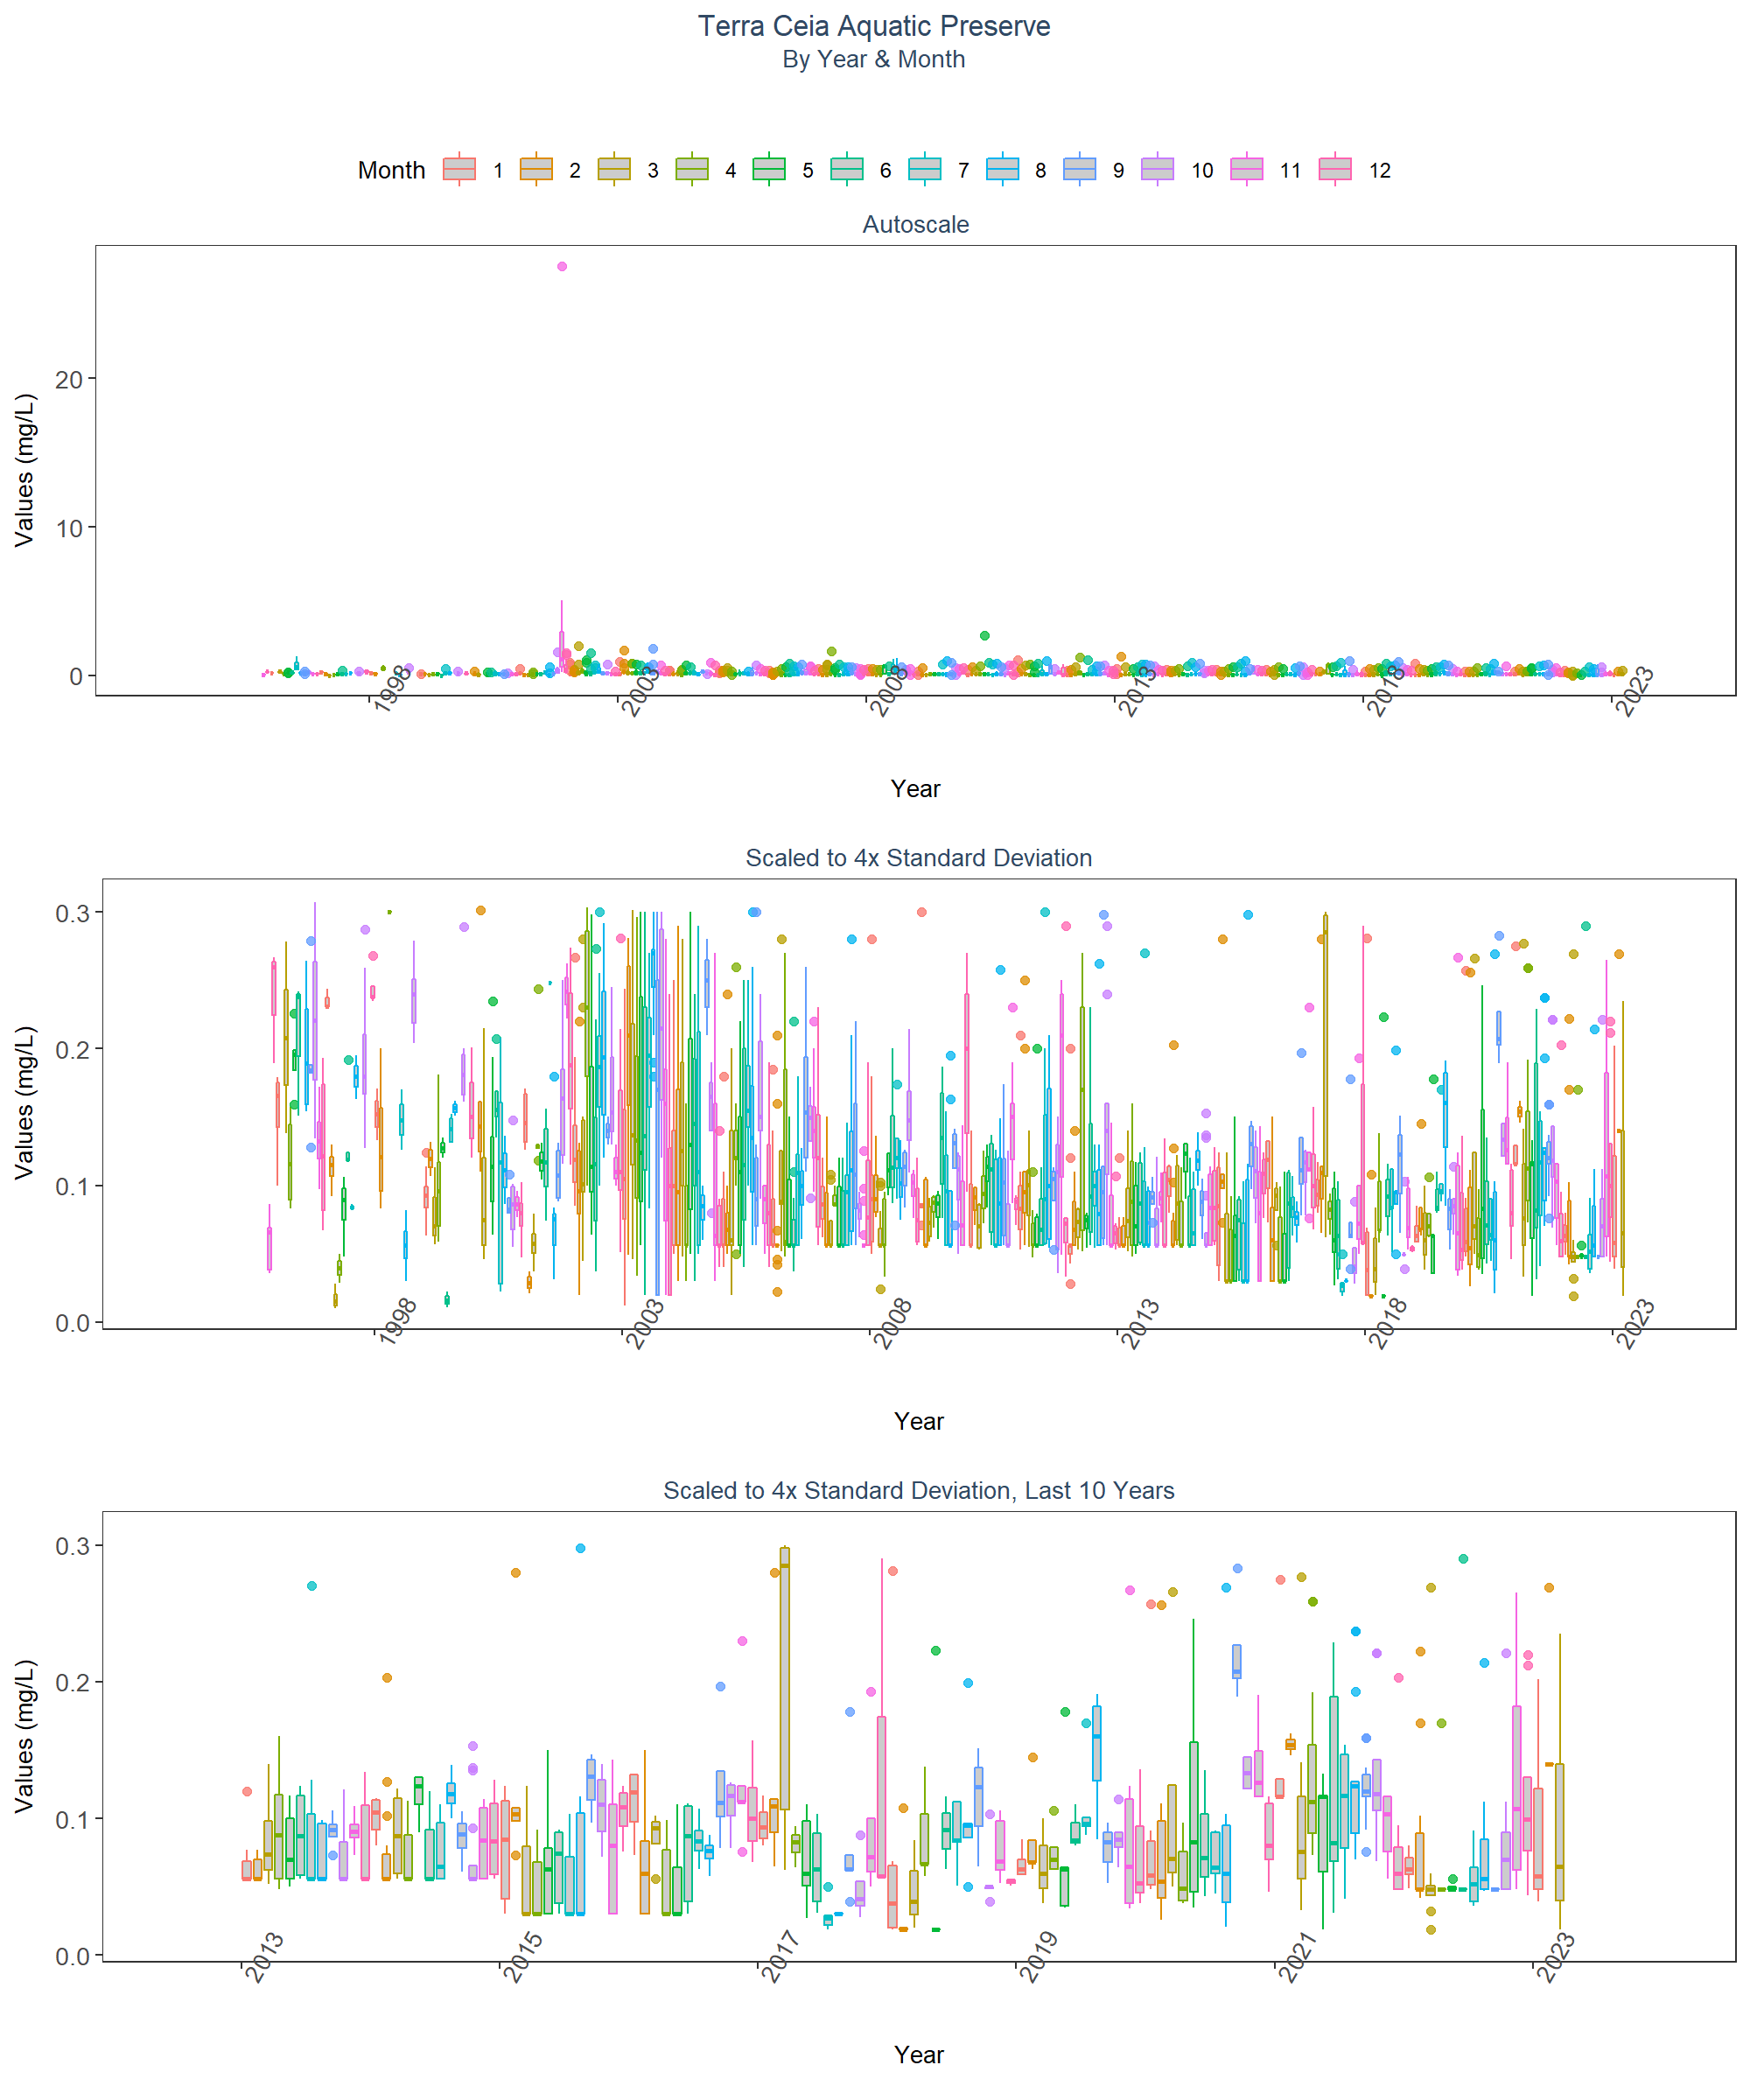 Terra Ceia Aquatic Preserve
By Year & Month
Month 1 2 3 4 5 6 7 8 9 10 11 12
Autoscale
Values (mg/L)
20
10
0
1998 2003 2008 2013 2018 2023
Year
Scaled to 4x Standard Deviation
Values (mg/L)
0.3
0.2
0.1
0.0
1998 2003 2008 2013 2018 2023
Year
Scaled to 4x Standard Deviation, Last 10 Years
Values (mg/L)
0.3
0.2
0.1
0.0
2013 2015 2017 2019 2021 2023
Year